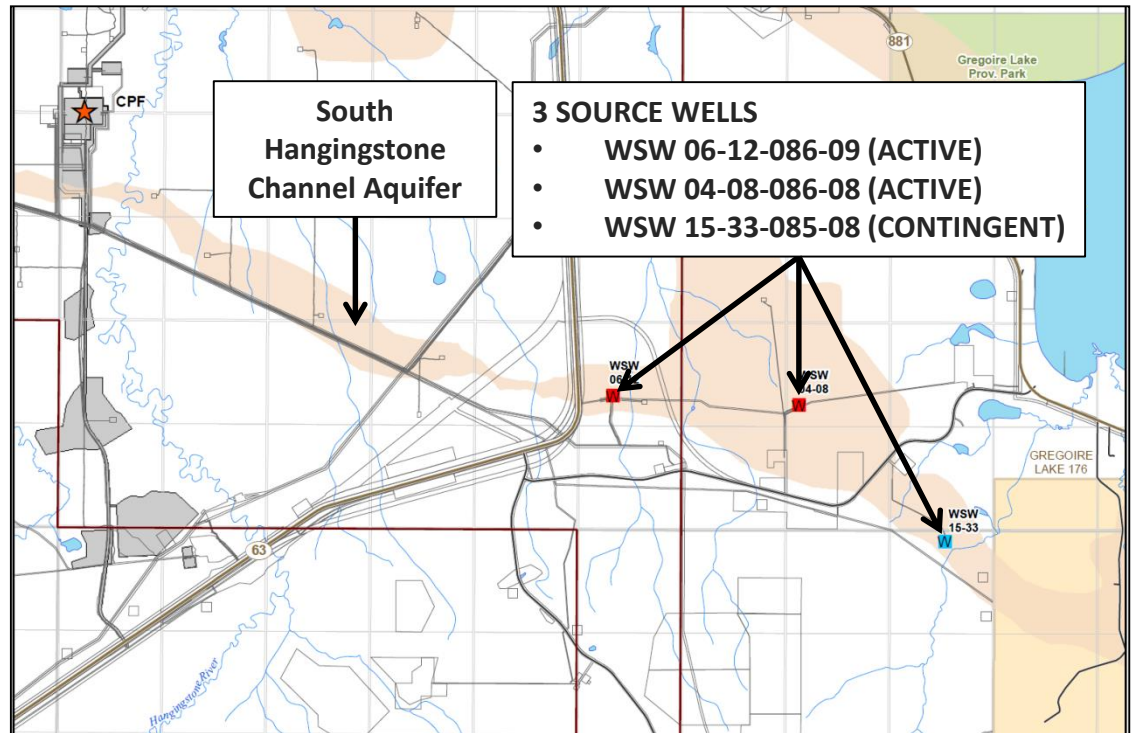 881
Gregoire Lake
Prov. Park
CPF
South
Hangingstone
Channel Aquifer
3 SOURCE WELLS
• WSW 06-12-086-09 (ACTIVE)
• WSW 04-08-086-08 (ACTIVE)
• WSW 15-33-085-08 (CONTINGENT)
WSW
W
WSW
04-08
W
GREGOIRE
LAKE 176
WSW
15-33
W
63
Hangingstone
River